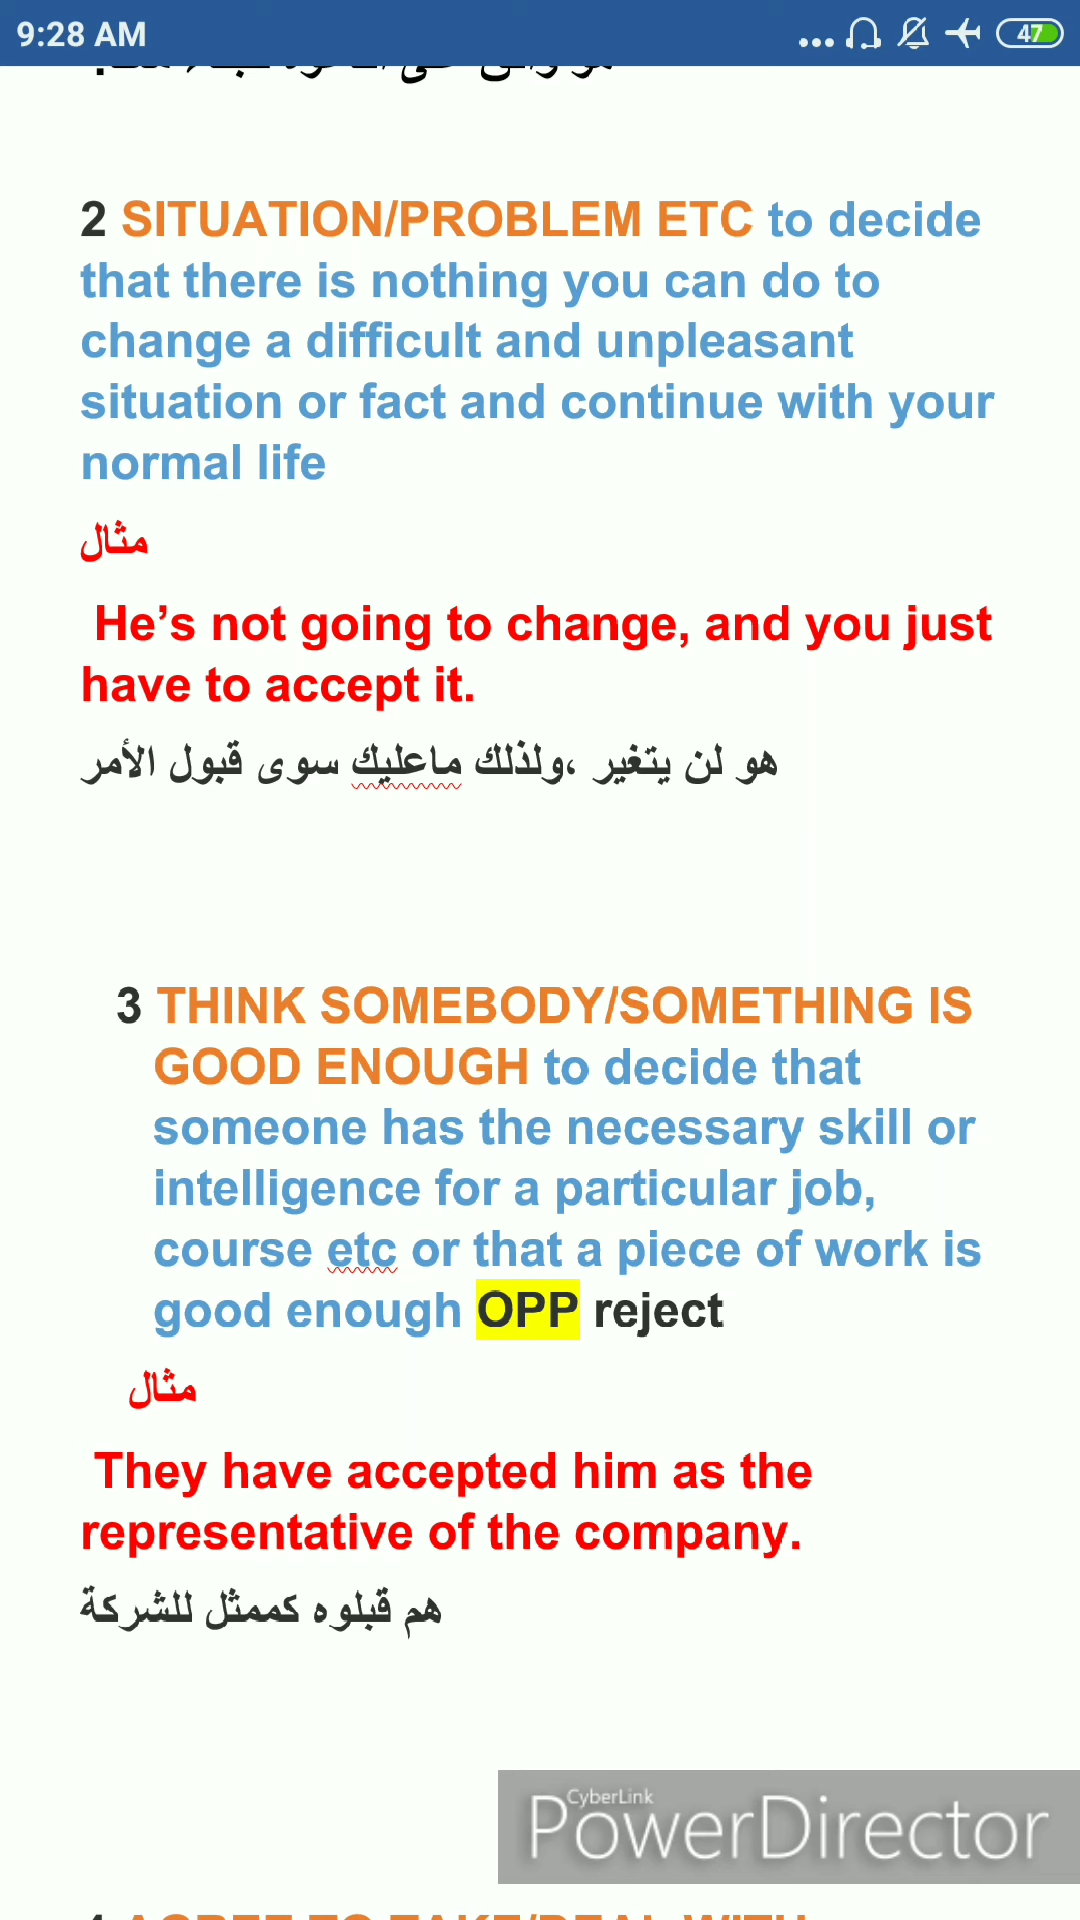 9:28 AM
47
2 SITUATION/PROBLEM ETC to decide
that there is nothing you can do to
change a difficult and unpleasant
situation or fact and continue with your
normal life
مثال
He’s not going to change, and you just
have to accept it.
هو لن يتغير ،ولذلك ماعليك سوى قبول الأمر
3 THINK SOMEBODY/SOMETHING IS
GOOD ENOUGH to decide that
someone has the necessary skill or
intelligence for a particular job,
course etc or that a piece of work is
good enough OPP reject
مثال
They have accepted him as the
representative of the company.
هم قبلوه كممثل للشركة
CyberLink
PowerDirector